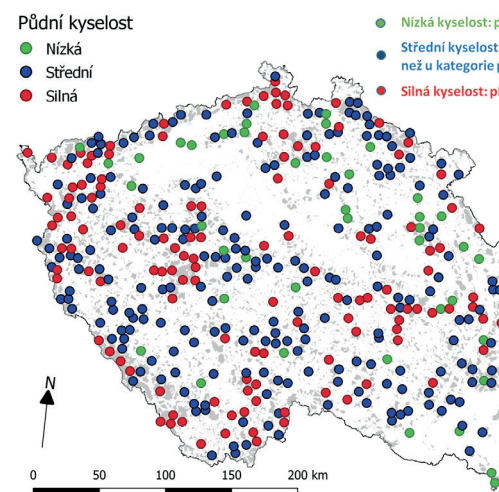 Půdní kyselost
Nízká
Střední
Silná
Nízká kyselost:
Střední kyselost
než u kategorie
Silná kyselost:
N
0 50 100 150 200 km